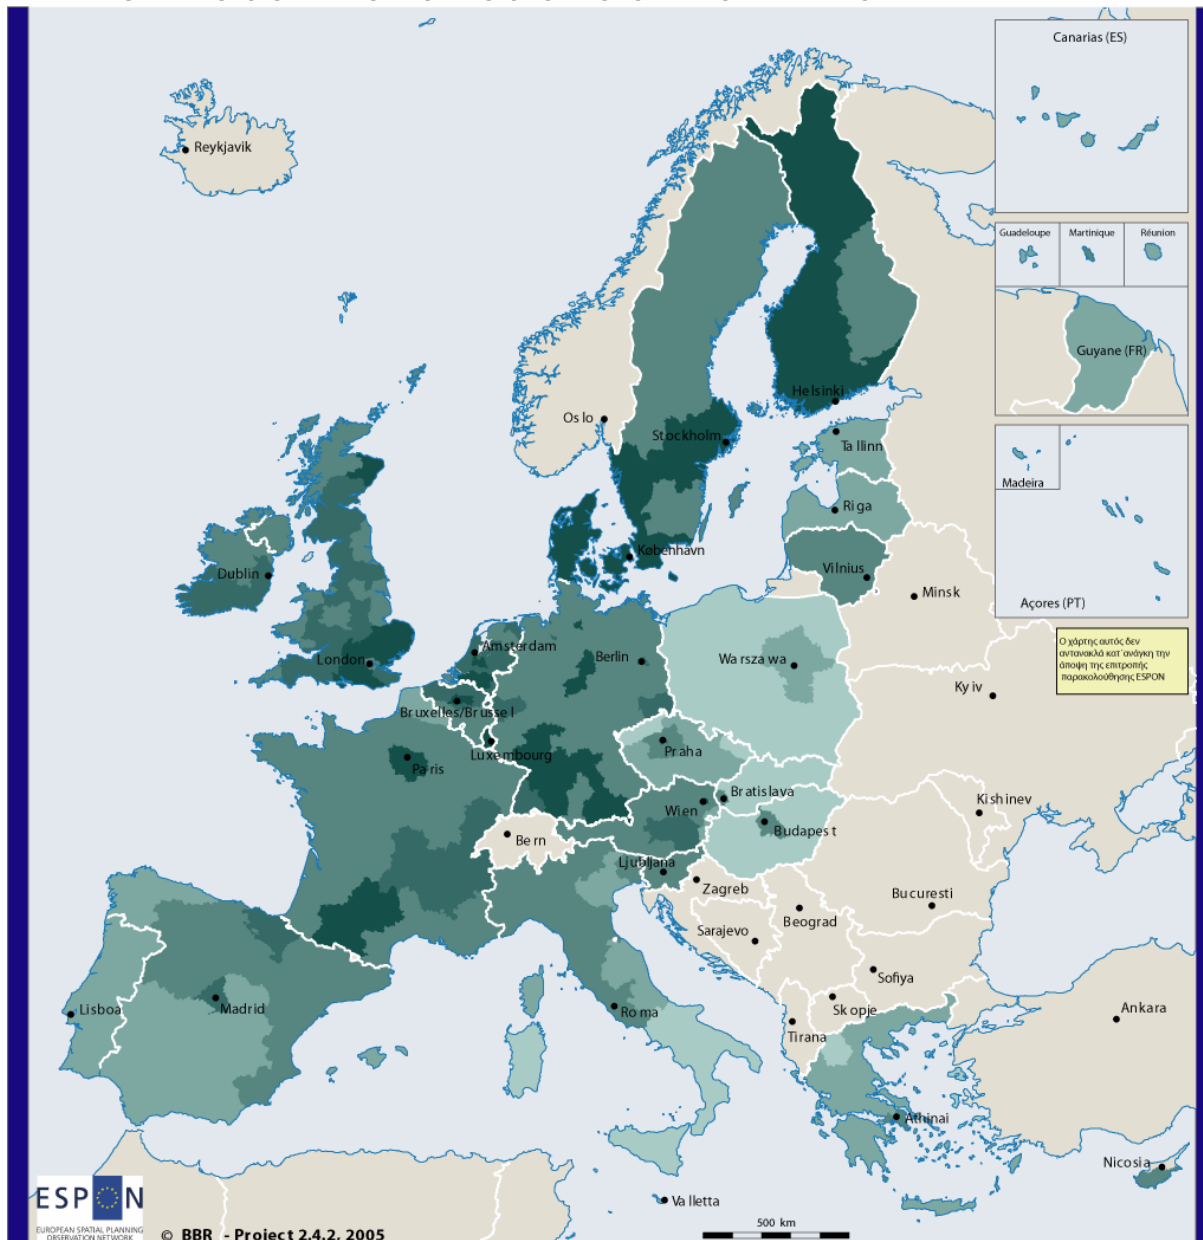 Canarias (ES)
Reykjavik
Guadeloupe
Martinique
Réunion
Guyane (FR)
Helsinki
Oslo
Stockholm
Tallinn
Madeira
Riga
København
Dublin
Vilnius
Minsk
Açores (PT)
Ο χάρτης αυτός δεν
αντανακλά κατ΄ανάγκη την
άποψη της επιτροπής
παρακολούθησης ESPON
Amsterdam
London
Berlin
Warszawa
Kyiv
Bruxelles/Brussel
Luxembourg
Praha
Paris
Bratislava
Kishinev
Wien
Bern
Budapest
Ljubljana
Zagreb
Bucuresti
Beograd
Sarajevo
Sofiya
Lisboa
Madrid
Roma
Skopje
Ankara
Tirana
Athinai
Nicosia
Valletta
ESPON
EUROPEAN SPATIAL PLANNING
OBSERVATION NETWORK
500 km
© BBR - Project 2.4.2, 2005